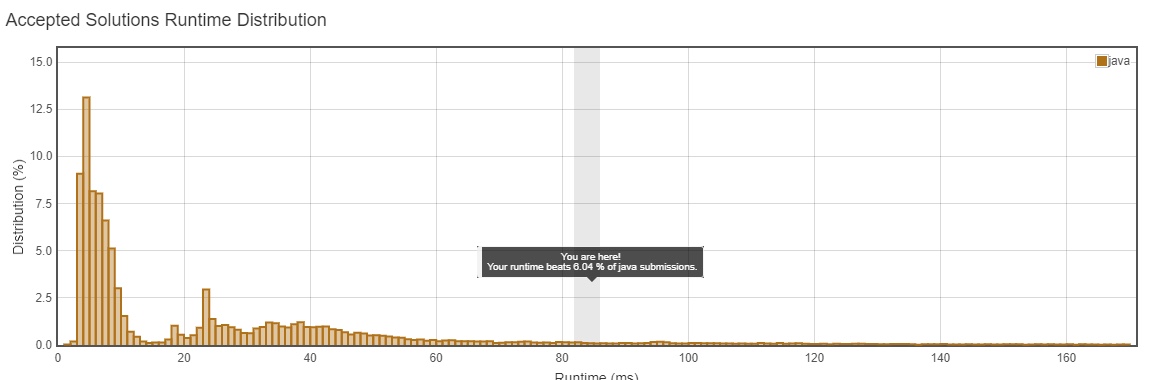 Accepted Solutions Runtime Distribution
java
15.0
12.5
10.0
7.5
5.0
2.5
0.0
Distribution (%)
You are here!
Your runtime beats 6.04 % of java submissions.
0 20 40 60 80 100 120 140 160
Runtime (ms)